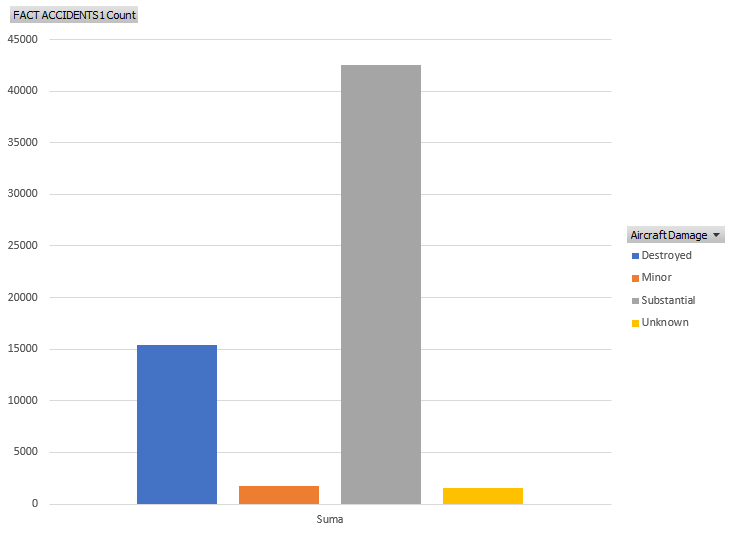 FACT ACCIDENTS1 Count
45000
40000
35000
30000
25000
20000
15000
10000
5000
0
Suma
Aircraft Damage
Destroyed
Minor
Substantial
Unknown